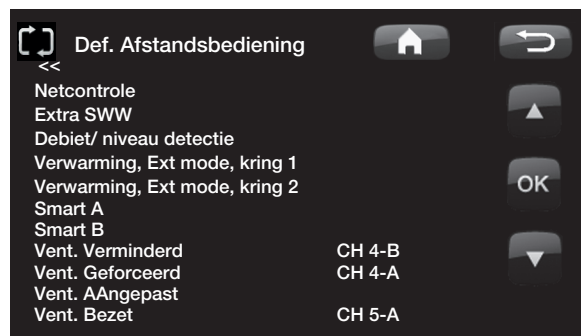 Def. Afstandsbediening
<<
Netcontrole
Extra SWW
Debiet/ niveau detectie
Verwarming, Ext mode, kring 1
Verwarming, Ext mode, kring 2
Smart A
Smart B
Vent. Verminderd CH 4-B
Vent. Geforceerd CH 4-A
Vent. AAngepast
Vent. Bezet CH 5-A
OK